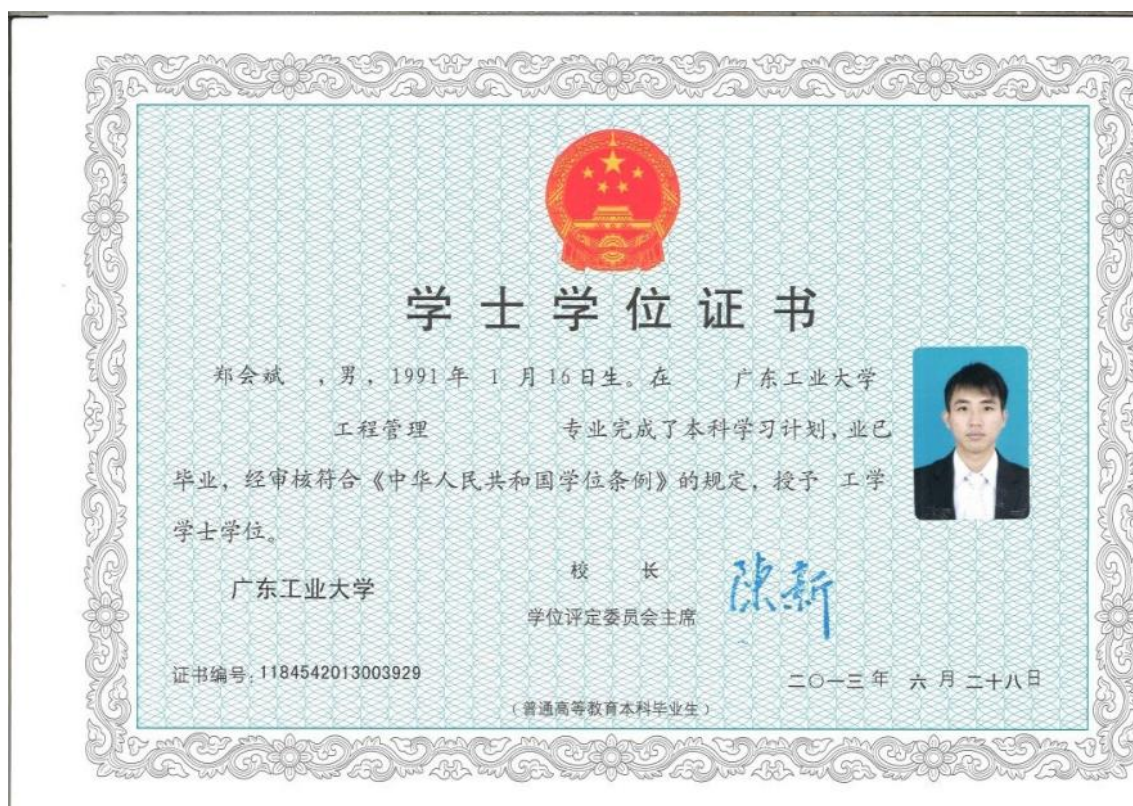 学士学位证书
郑会斌 ，男，1991年 1 月16日生。在 广东工业大学
工程管理 专业完成了本科学习计划，业已
毕业，经审核符合《中华人民共和国学位条例》的规定，授予 工学
学士学位。
广东工业大学
校 长
陈新
学位评定委员会主席
证书编号：1184542013003929
二〇一三 年 六 月 二十八日
（普通高等教育本科毕业生）